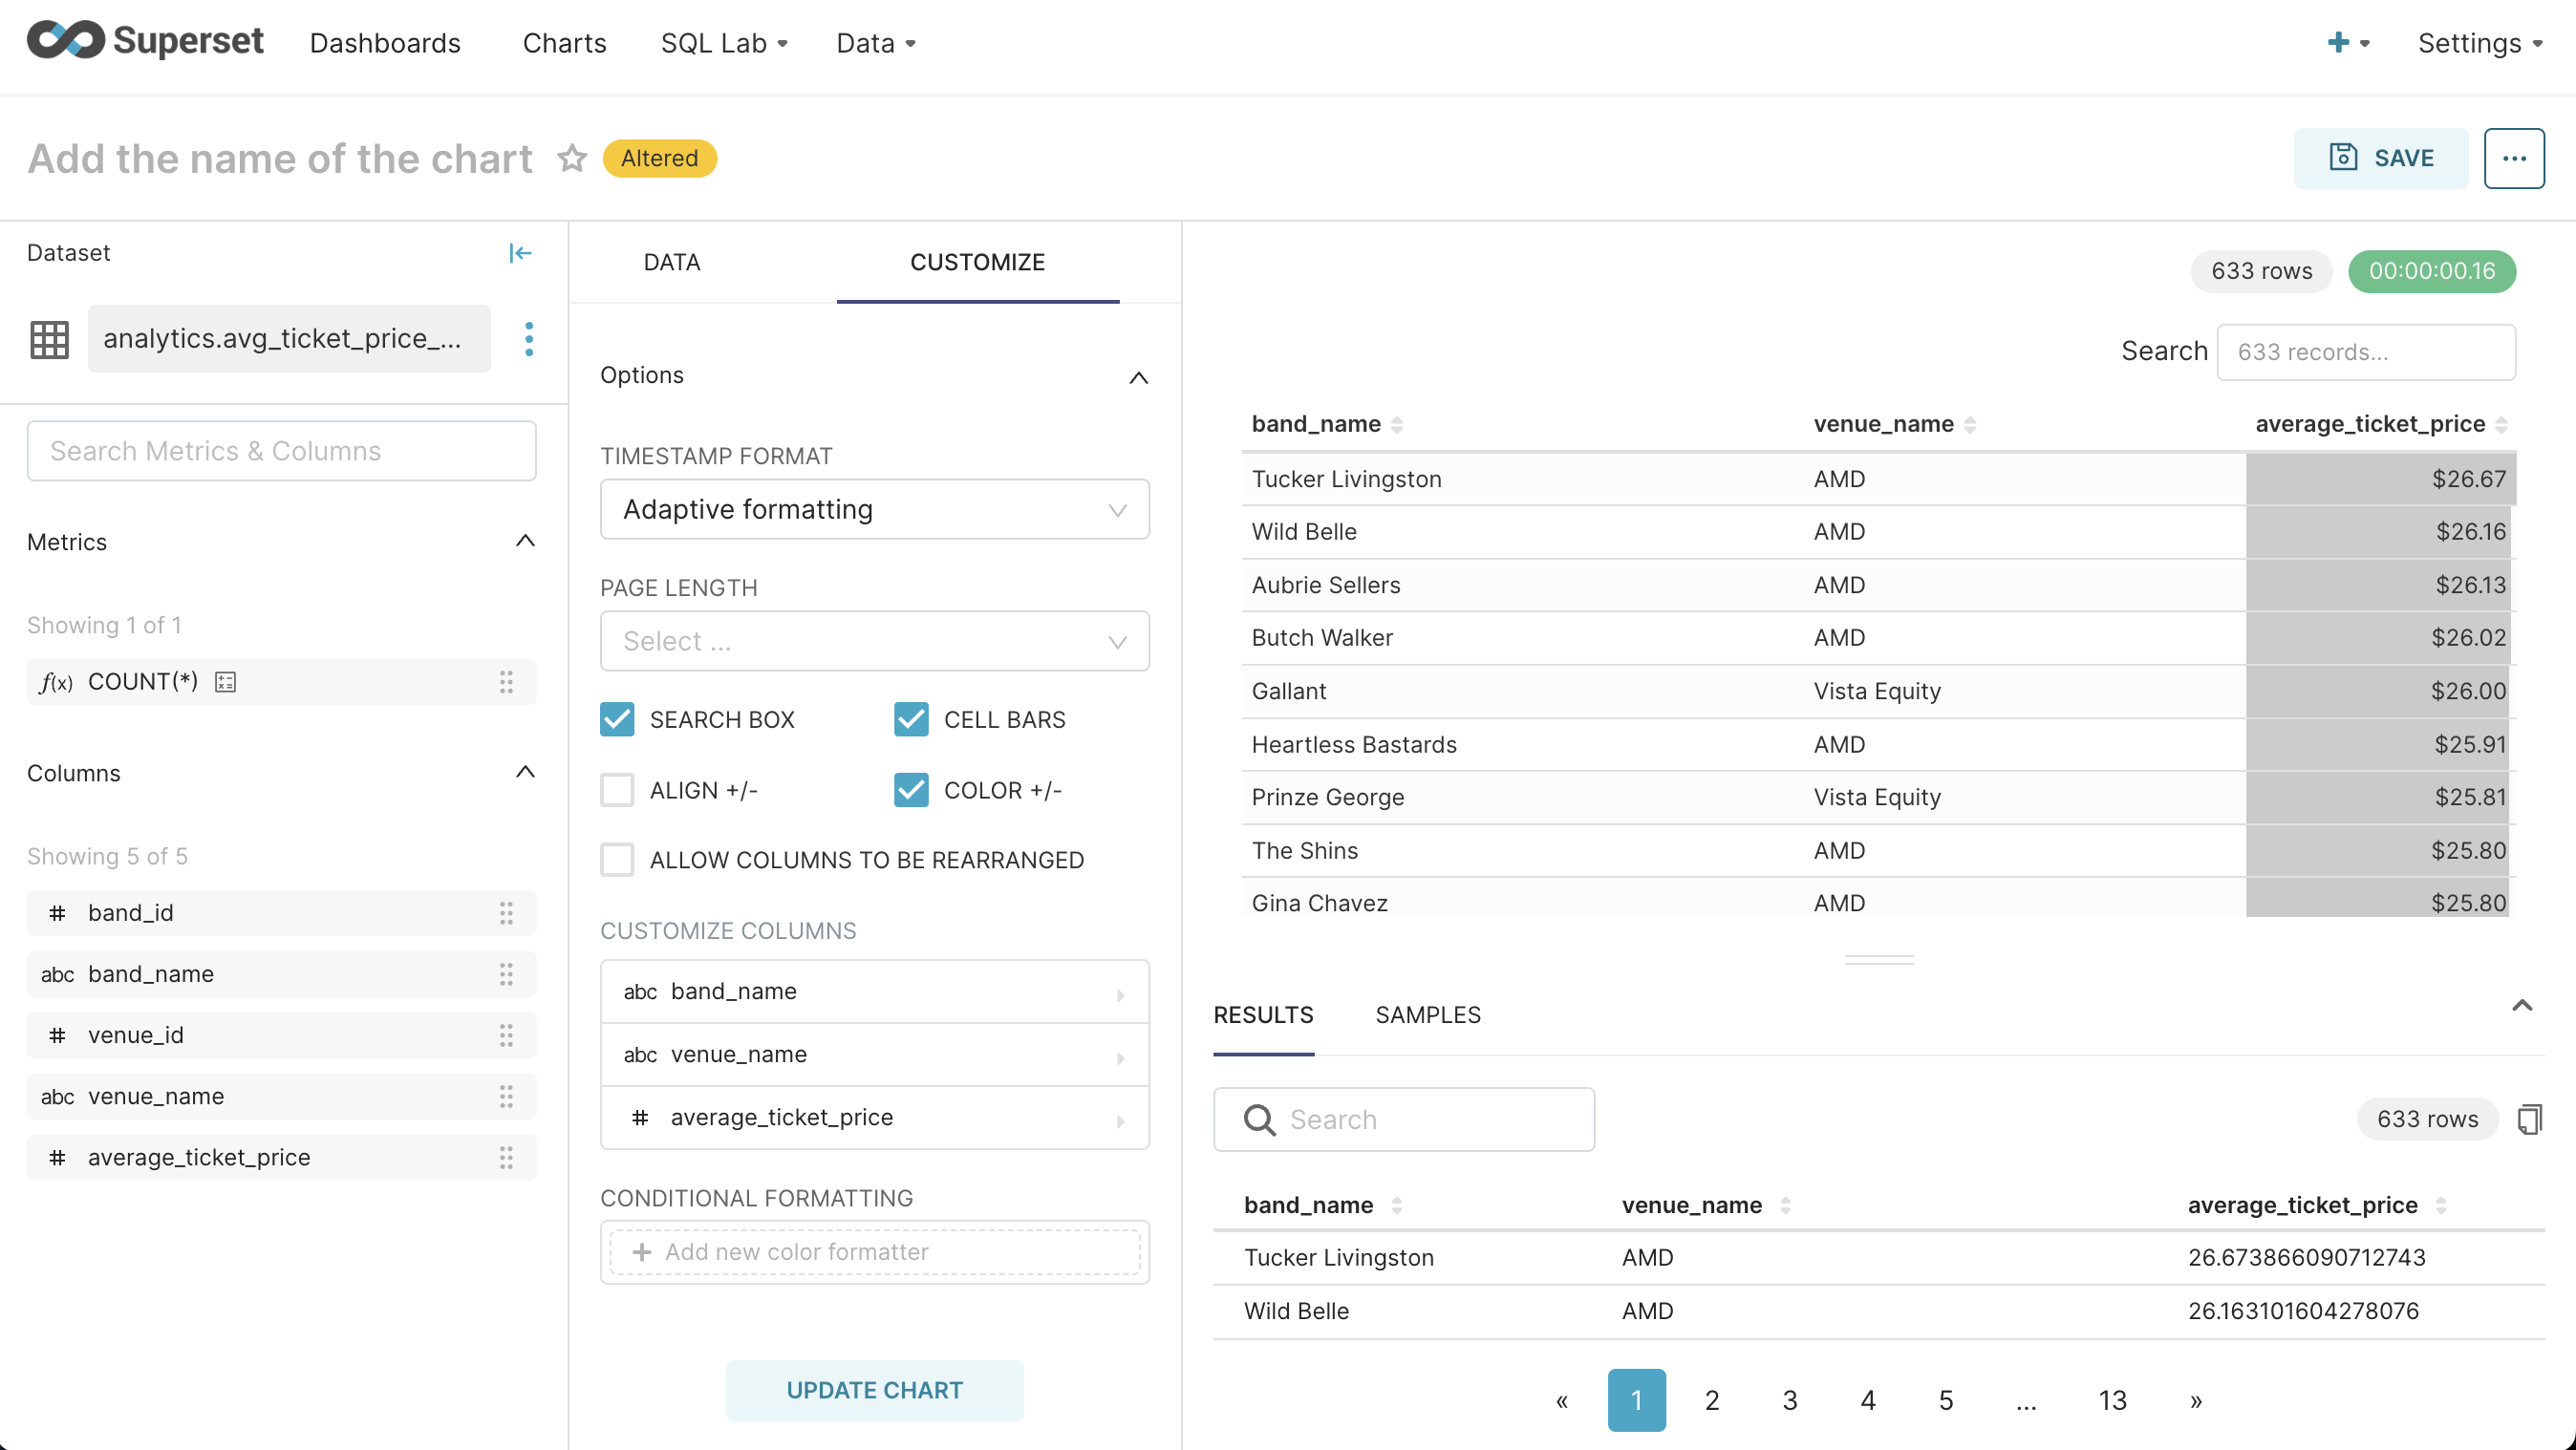 Superset Dashboards Charts SQL Lab Data Settings
Add the name of the chart Altered SAVE
Dataset
analytics.avg_ticket_price_...
Search Metrics & Columns
Metrics
Showing 1 of 1
f(x) COUNT(*)
Columns
Showing 5 of 5
# band_id
abc band_name
# venue_id
abc venue_name
# average_ticket_price
DATA CUSTOMIZE
Options
TIMESTAMP FORMAT
Adaptive formatting
PAGE LENGTH
Select ...
SEARCH BOX CELL BARS
ALIGN +/- COLOR +/-
ALLOW COLUMNS TO BE REARRANGED
CUSTOMIZE COLUMNS
abc band_name
abc venue_name
# average_ticket_price
CONDITIONAL FORMATTING
+ Add new color formatter
UPDATE CHART
633 rows 00:00:00.16
Search 633 records...
band_name venue_name average_ticket_price
Tucker Livingston AMD $26.67
Wild Belle AMD $26.16
Aubrie Sellers AMD $26.13
Butch Walker AMD $26.02
Gallant Vista Equity $26.00
Heartless Bastards AMD $25.91
Prinze George Vista Equity $25.81
The Shins AMD $25.80
Gina Chavez AMD $25.80
RESULTS SAMPLES
Search 633 rows
band_name venue_name average_ticket_price
Tucker Livingston AMD 26.673866090712743
Wild Belle AMD 26.163101604278076
« 1 2 3 4 5 ... 13 »